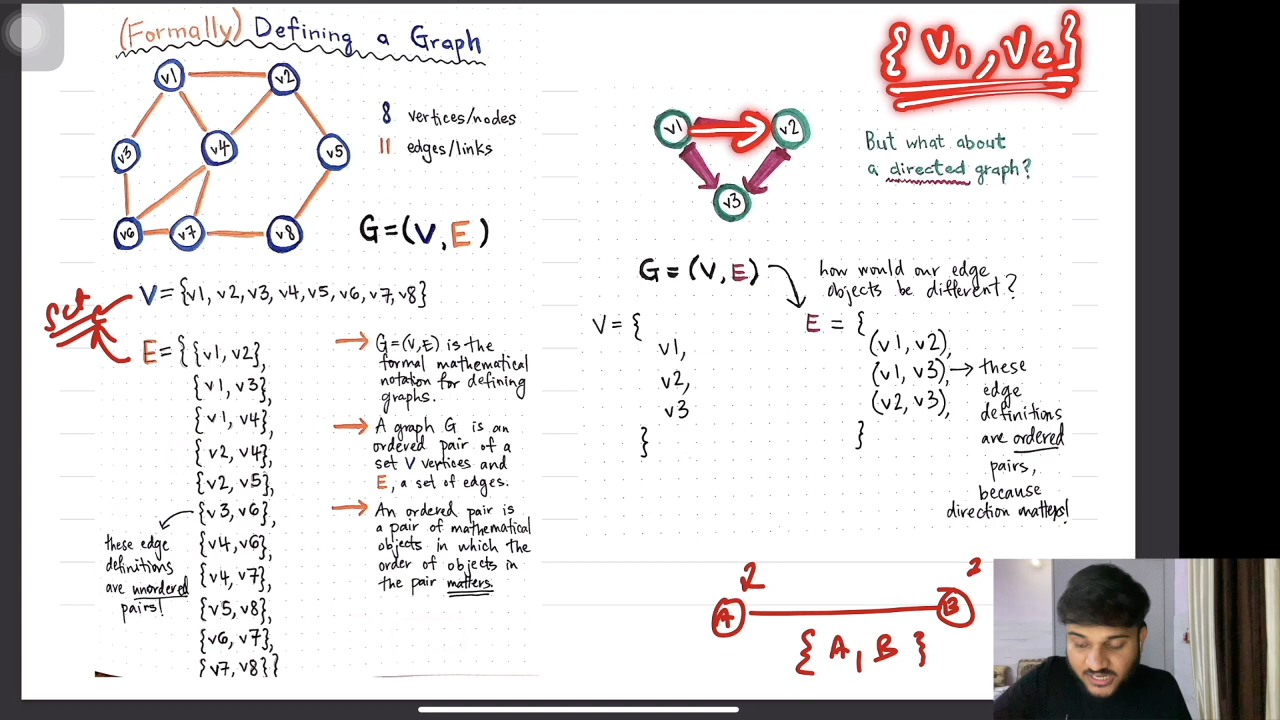 (Formally) Defining a Graph
v1
v2
v3
v4
v5
v6
v7
v8
8 vertices/nodes
11 edges/links
G=(V,E)
Sets
V={v1, v2, v3, v4, v5, v6, v7, v8}
E={{v1, v2},
{v1, v3},
{v1, v4},
{v2, v4},
{v2, v5},
{v3, v6},
{v4, v6},
{v4, v7},
{v5, v8},
{v6, v7},
{v7, v8}}
these edge
definitions
are unordered
pairs!
→ G=(V,E) is the
formal mathematical
notation for defining
graphs.
→ A graph G is an
ordered pair of a
set V vertices and
E, a set of edges.
→ An ordered pair is
a pair of mathematical
objects in which the
order of objects in
the pair matters.
{ V1, V2 }
v1
v2
v3
But what about
a directed graph?
G = (V, E)
how would our edge
objects be different?
V = {
v1,
v2,
v3
}
E = {
(v1, v2),
(v1, v3),
(v2, v3),
}
→ these
edge
definitions
are ordered
pairs,
because
direction matters!
2
A
B
{ A, B }